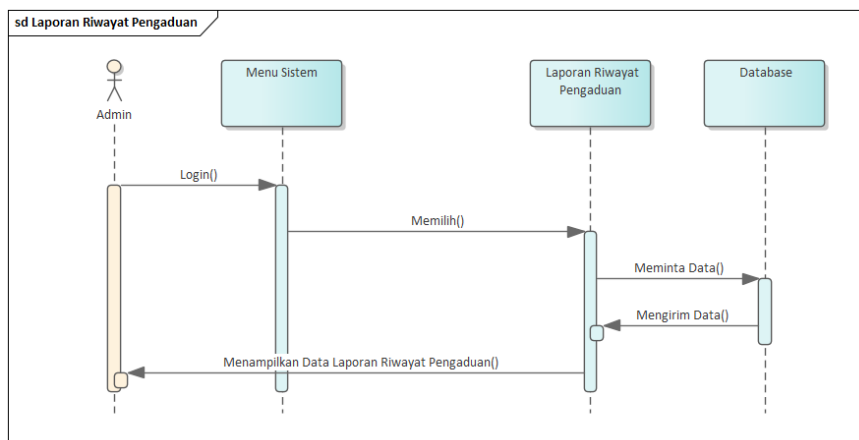 sd Laporan Riwayat Pengaduan
Admin
Menu Sistem
Laporan Riwayat
Pengaduan
Database
Login()
Memilih()
Meminta Data()
Mengirim Data()
Menampilkan Data Laporan Riwayat Pengaduan()